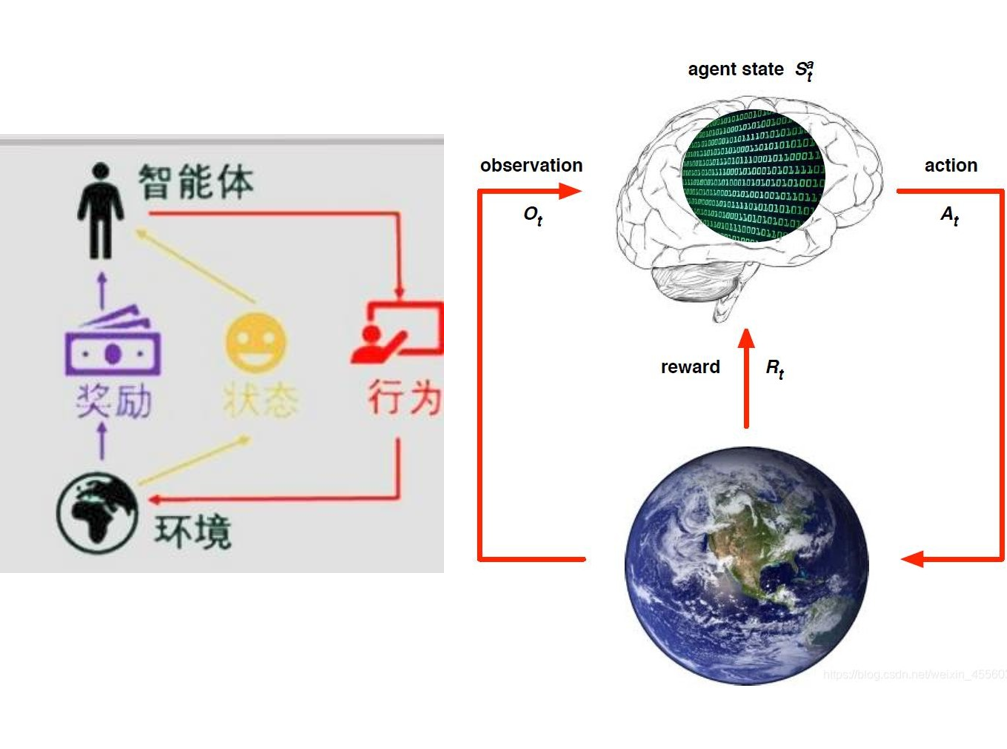 智能体
奖励
状态
行为
环境
agent state S_t^a
observation
O_t
action
A_t
reward
R_t
https://blog.csdn.net/weixin_45560